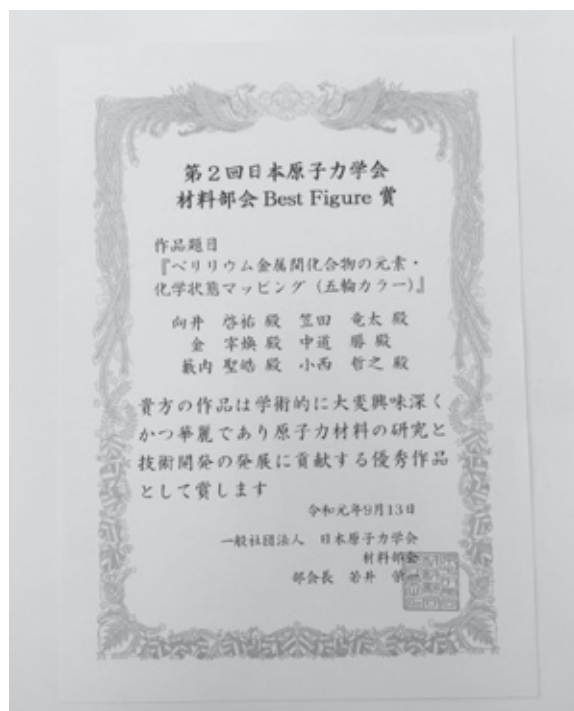 第2回日本原子力学会
材料部会 Best Figure 賞
作品題目
『ベリリウム金属間化合物の元素・
化学状態マッピング（五輪カラー）』
向井 啓祐 殿 笠田 竜太 殿
金 宰煥 殿 中道 勝 殿
薮内 聖皓 殿 小西 哲之 殿
貴方の作品は学術的に大変興味深く
かつ華麗であり原子力材料の研究と
技術開発の発展に貢献する優秀作品
として賞します
令和元年9月13日
一般社団法人 日本原子力学会
材料部会
部会長 若井